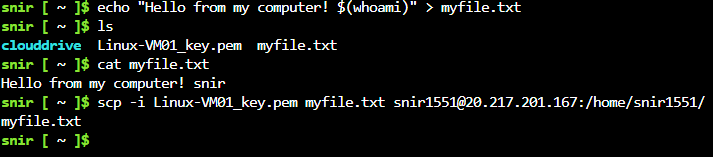 snir [ ~ ]$ echo "Hello from my computer! $(whoami)" > myfile.txt
snir [ ~ ]$ ls
clouddrive  Linux-VM01_key.pem  myfile.txt
snir [ ~ ]$ cat myfile.txt
Hello from my computer! snir
snir [ ~ ]$ scp -i Linux-VM01_key.pem myfile.txt snir1551@20.217.201.167:/home/snir1551/
myfile.txt
snir [ ~ ]$